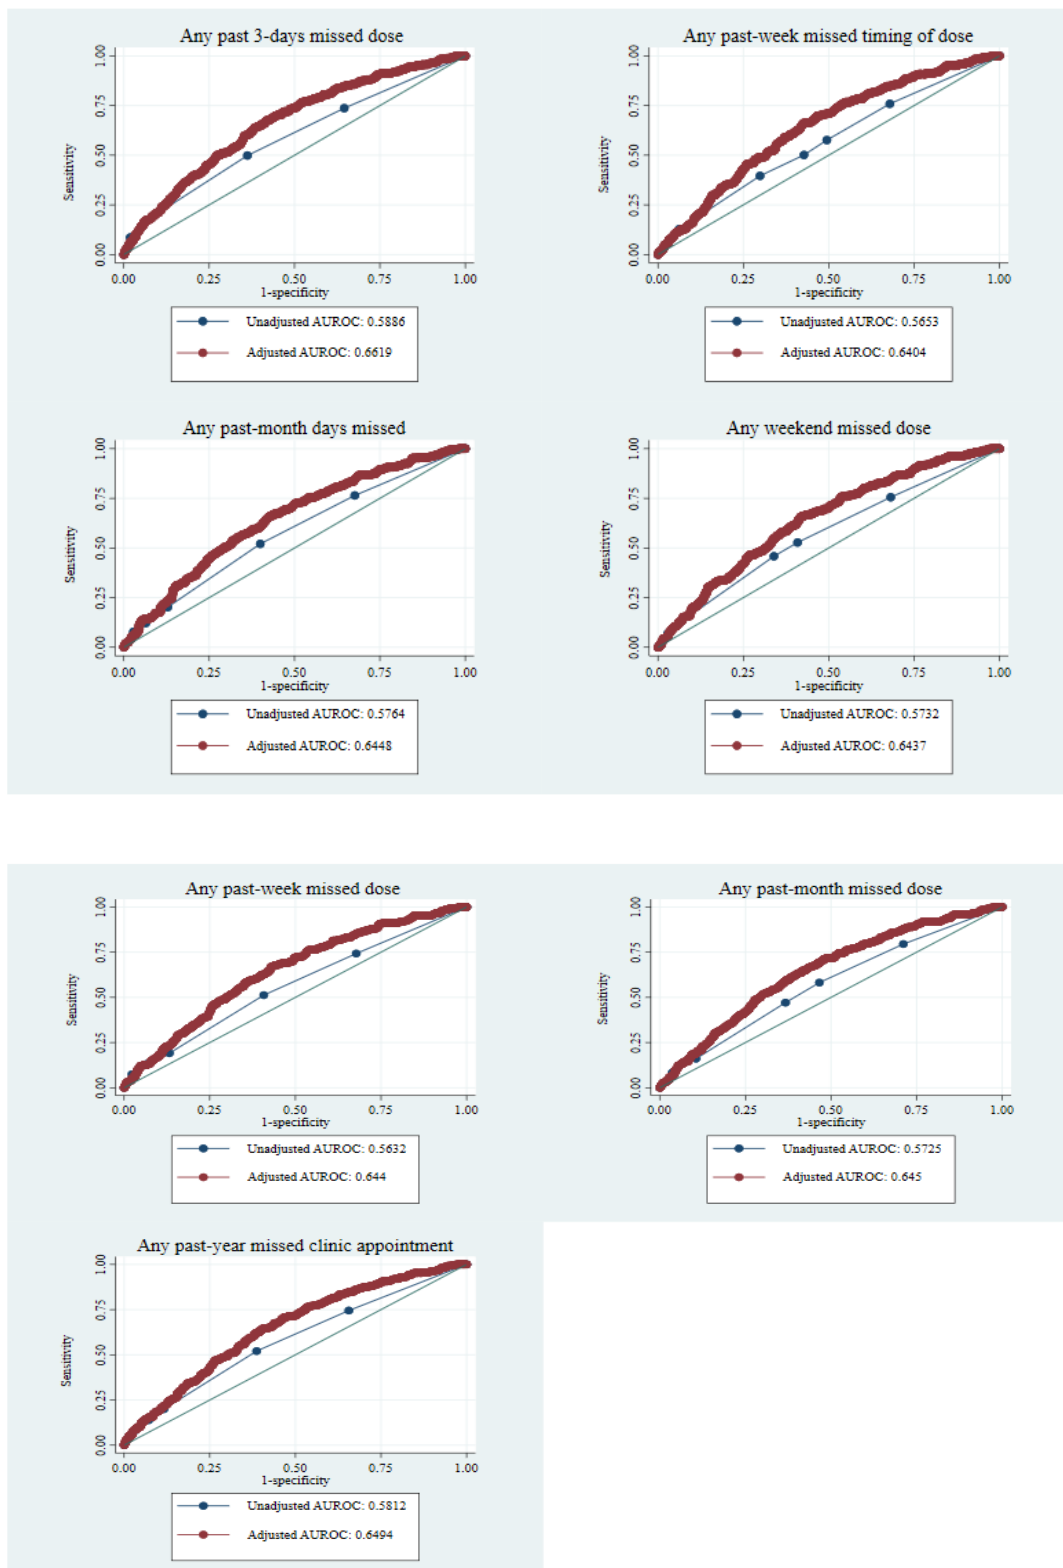 Any past 3-days missed dose
Sensitivity
1.00
0.75
0.50
0.25
0.00
0.00 0.25 0.50 0.75 1.00
1-specificity
Unadjusted AUROC: 0.5886
Adjusted AUROC: 0.6619
Any past-week missed timing of dose
Sensitivity
1.00
0.75
0.50
0.25
0.00
0.00 0.25 0.50 0.75 1.00
1-specificity
Unadjusted AUROC: 0.5653
Adjusted AUROC: 0.6404
Any past-month days missed
Sensitivity
1.00
0.75
0.50
0.25
0.00
0.00 0.25 0.50 0.75 1.00
1-specificity
Unadjusted AUROC: 0.5764
Adjusted AUROC: 0.6448
Any weekend missed dose
Sensitivity
1.00
0.75
0.50
0.25
0.00
0.00 0.25 0.50 0.75 1.00
1-specificity
Unadjusted AUROC: 0.5732
Adjusted AUROC: 0.6437
Any past-week missed dose
Sensitivity
1.00
0.75
0.50
0.25
0.00
0.00 0.25 0.50 0.75 1.00
1-specificity
Unadjusted AUROC: 0.5632
Adjusted AUROC: 0.644
Any past-month missed dose
Sensitivity
1.00
0.75
0.50
0.25
0.00
0.00 0.25 0.50 0.75 1.00
1-specificity
Unadjusted AUROC: 0.5725
Adjusted AUROC: 0.645
Any past-year missed clinic appointment
Sensitivity
1.00
0.75
0.50
0.25
0.00
0.00 0.25 0.50 0.75 1.00
1-specificity
Unadjusted AUROC: 0.5812
Adjusted AUROC: 0.6494